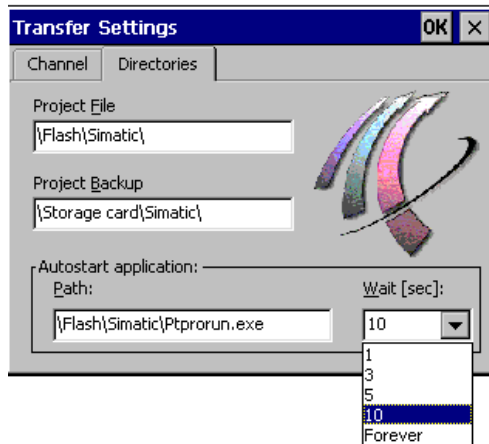 Transfer Settings OK ×
Channel Directories
Project File
\Flash\Simatic\
Project Backup
\Storage card\Simatic\
Autostart application:
Path: Wait [sec]:
\Flash\Simatic\Ptprorun.exe 10
1
3
5
10
Forever